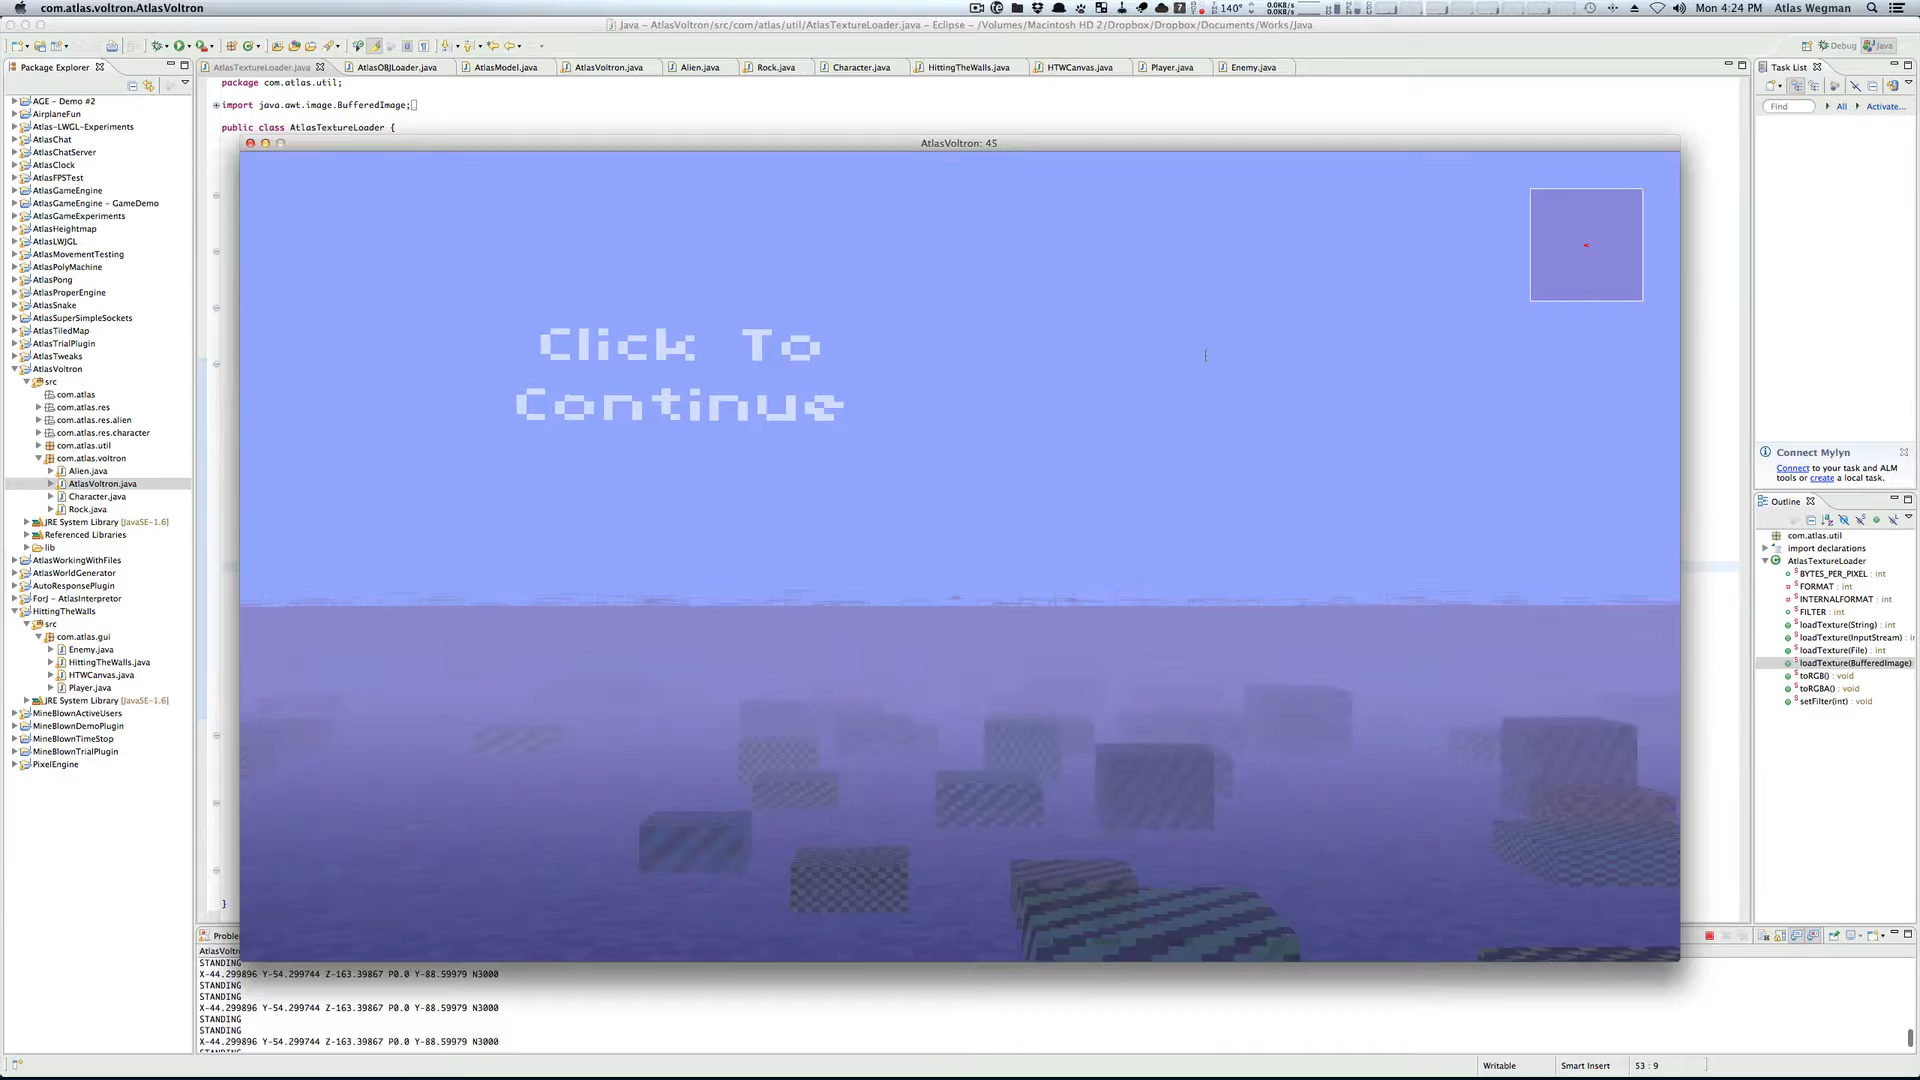 com.atlas.voltron.AtlasVoltron
7
140°
0.0KB/s
0.0KB/s
Mon 4:24 PM
Atlas Wegman
Java - AtlasVoltron/src/com/atlas/util/AtlasTextureLoader.java - Eclipse - /Volumes/Macintosh HD 2/Dropbox/Dropbox/Documents/Works/Java
Debug
Java
Package Explorer
AtlasTextureLoader.java
AtlasOBJLoader.java
AtlasModel.java
AtlasVoltron.java
Alien.java
Rock.java
Character.java
HittingTheWalls.java
HTWCanvas.java
Player.java
Enemy.java
Task List
AGE - Demo #2
AirplaneFun
Atlas-LWGL-Experiments
AtlasChat
AtlasChatServer
AtlasClock
AtlasFPSTest
AtlasGameEngine
AtlasGameEngine - GameDemo
AtlasGameExperiments
AtlasHeightmap
AtlasLWJGL
AtlasMovementTesting
AtlasPolyMachine
AtlasPong
AtlasProperEngine
AtlasSnake
AtlasSuperSimpleSockets
AtlasTiledMap
AtlasTrialPlugin
AtlasTweaks
AtlasVoltron
src
com.atlas
com.atlas.res
com.atlas.res.alien
com.atlas.res.character
com.atlas.util
com.atlas.voltron
Alien.java
AtlasVoltron.java
Character.java
Rock.java
JRE System Library [JavaSE-1.6]
Referenced Libraries
lib
AtlasWorkingWithFiles
AtlasWorldGenerator
AutoResponsePlugin
ForJ - AtlasInterpretor
HittingTheWalls
src
com.atlas.gui
Enemy.java
HittingTheWalls.java
HTWCanvas.java
Player.java
JRE System Library [JavaSE-1.6]
MineBlownActiveUsers
MineBlownDemoPlugin
MineBlownTimeStop
MineBlownTrialPlugin
PixelEngine
package com.atlas.util;
import java.awt.image.BufferedImage;
public class AtlasTextureLoader {
}
AtlasVoltron: 45
Click To
Continue
Find
All
Activate...
Connect Mylyn
Connect to your task and ALM
tools or create a local task.
Outline
com.atlas.util
import declarations
AtlasTextureLoader
BYTES_PER_PIXEL : int
FORMAT : int
INTERNALFORMAT : int
FILTER : int
loadTexture(String) : int
loadTexture(InputStream) : i
loadTexture(File) : int
loadTexture(BufferedImage)
toRGB() : void
toRGBA() : void
setFilter(int) : void
Proble
AtlasVoltr
STANDING
X-44.299896 Y-54.299744 Z-163.39867 P0.0 Y-88.59979 N3000
STANDING
STANDING
X-44.299896 Y-54.299744 Z-163.39867 P0.0 Y-88.59979 N3000
STANDING
STANDING
X-44.299896 Y-54.299744 Z-163.39867 P0.0 Y-88.59979 N3000
Writable
Smart Insert
53 : 9